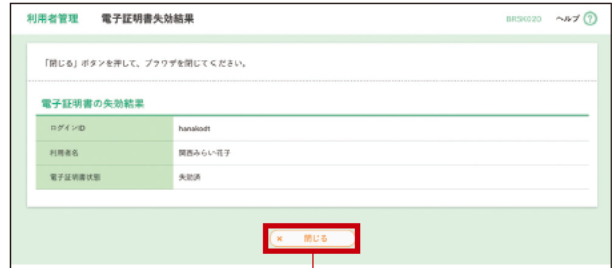 利用者管理 電子証明書失効結果 BRSK020 ヘルプ ?
「閉じる」ボタンを押して、ブラウザを閉じてください。
電子証明書の失効結果
ログインID hanakodt
利用者名 関西みらい花子
電子証明書状態 失効済
× 閉じる